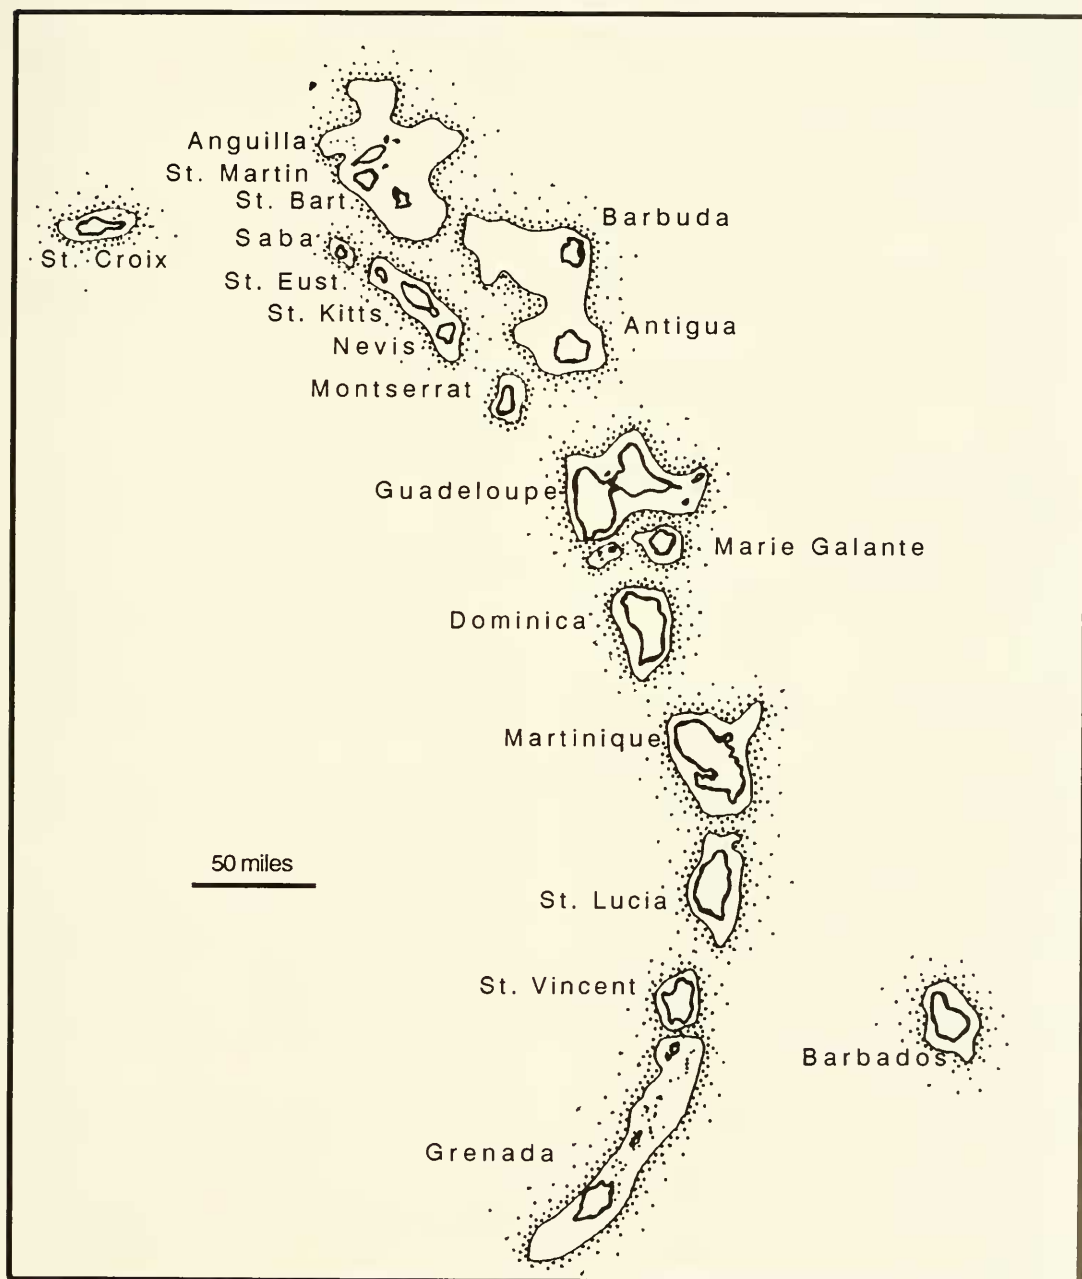 Anguilla
St. Martin
St. Bart.
Barbuda
Saba
St. Croix
St. Eust.
St. Kitts
Antigua
Nevis
Montserrat
Guadeloupe
Marie Galante
Dominica
Martinique
50 miles
St. Lucia
St. Vincent
Barbados
Grenada